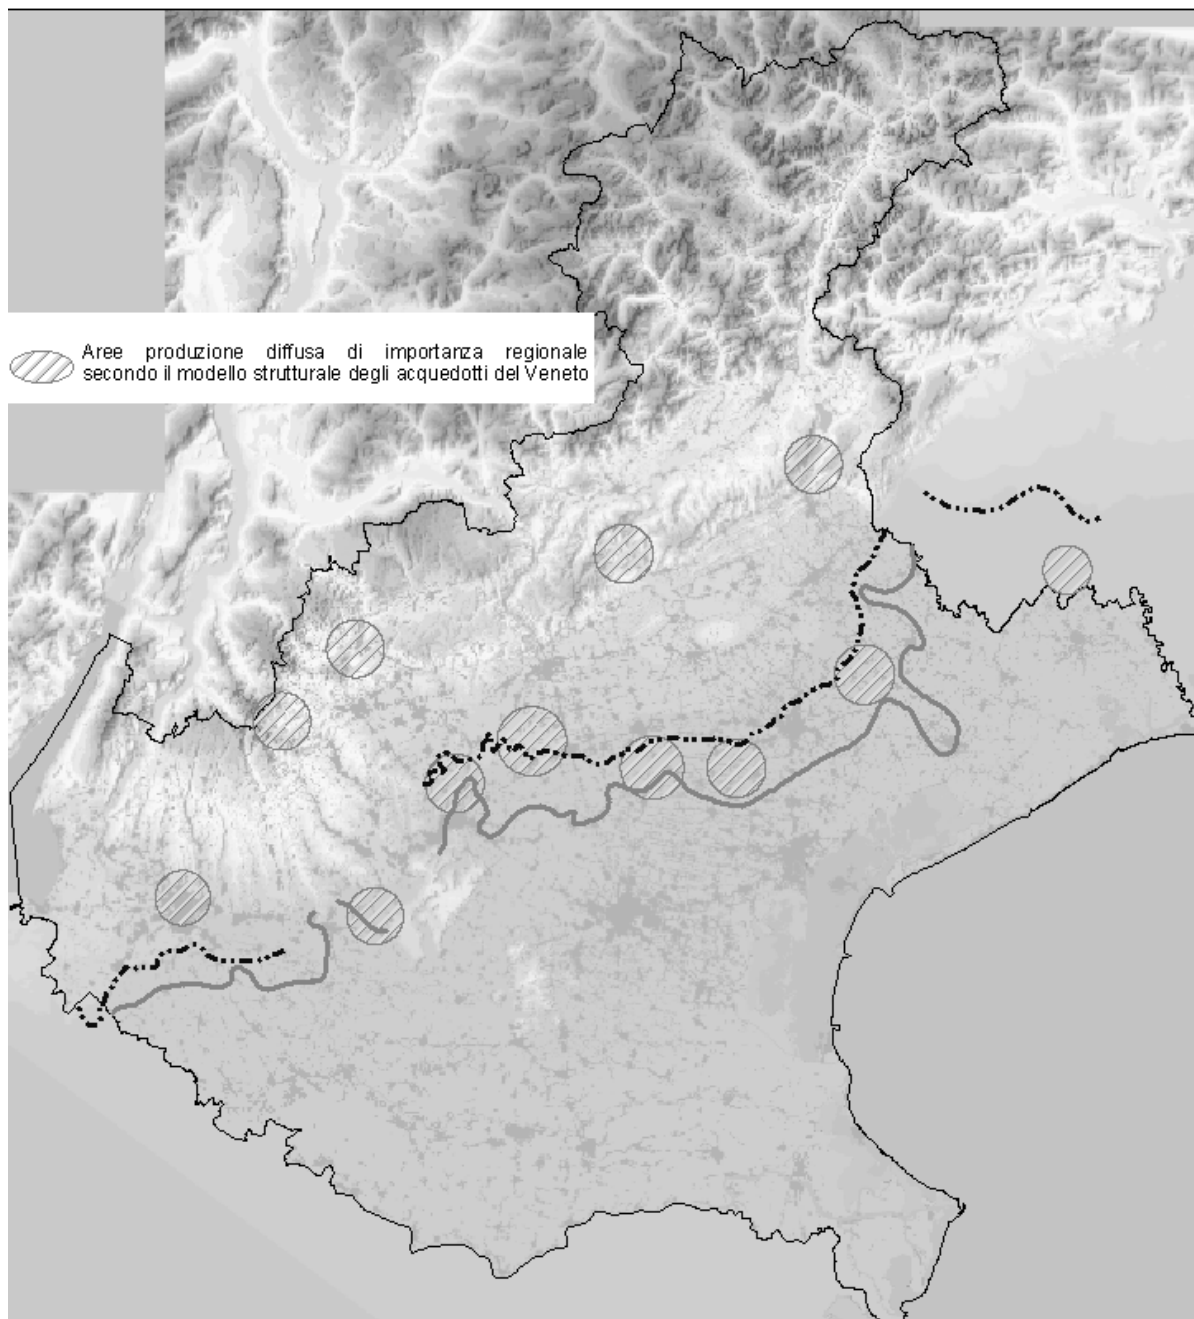 Aree produzione diffusa di importanza regionale
secondo il modello strutturale degli acquedotti del Veneto